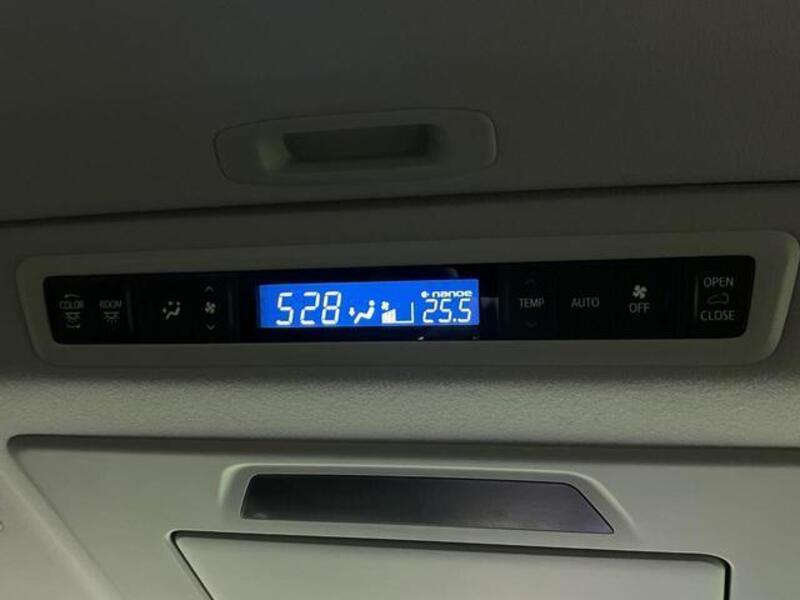 COLOR
ROOM
528
nanoe
25.5
TEMP
AUTO
OFF
OPEN
CLOSE